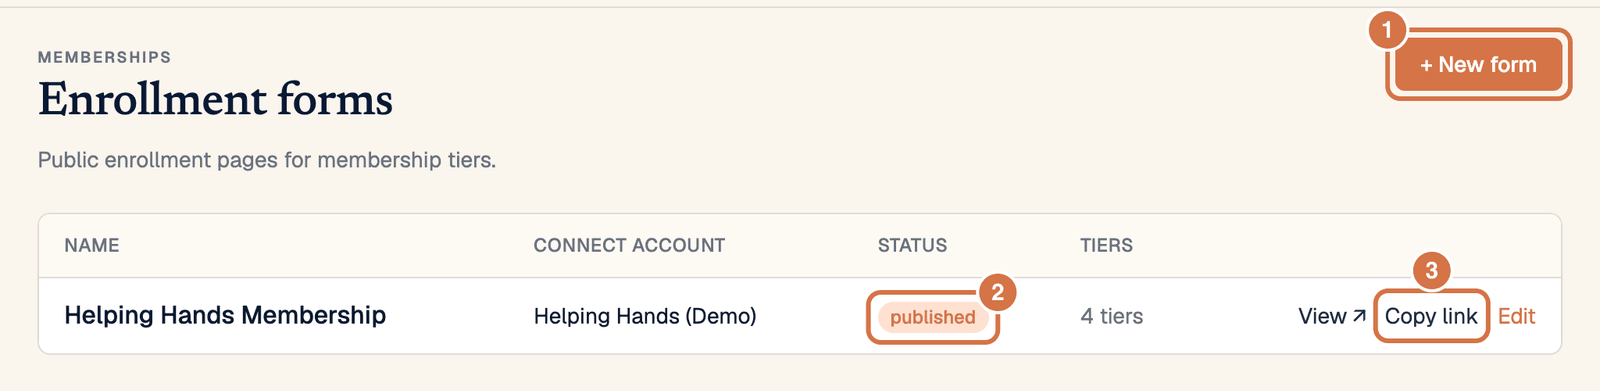 MEMBERSHIPS
Enrollment forms
Public enrollment pages for membership tiers.
1
+ New form
NAME CONNECT ACCOUNT STATUS TIERS
Helping Hands Membership Helping Hands (Demo) published 2 4 tiers View ↗ Copy link 3 Edit